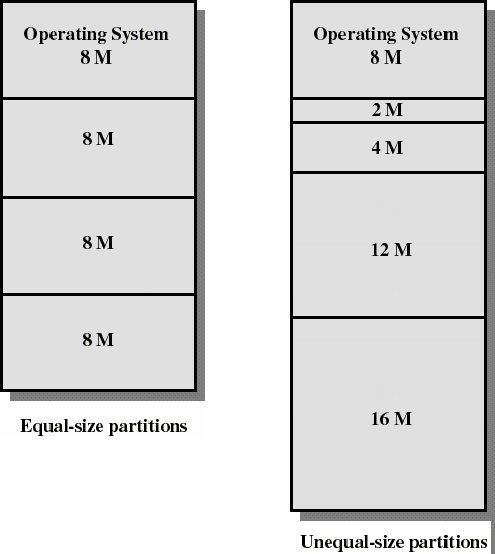 Operating System
8 M
8 M
8 M
8 M
Equal-size partitions
Operating System
8 M
2 M
4 M
12 M
16 M
Unequal-size partitions